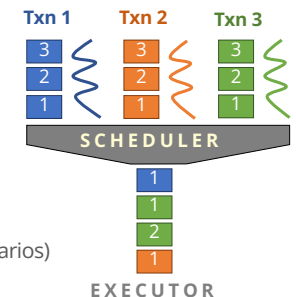 Txn 1 Txn 2 Txn 3
3 3 3
2 2 2
1 1 1
SCHEDULER
1
1
2
arios)
1
EXECUTOR